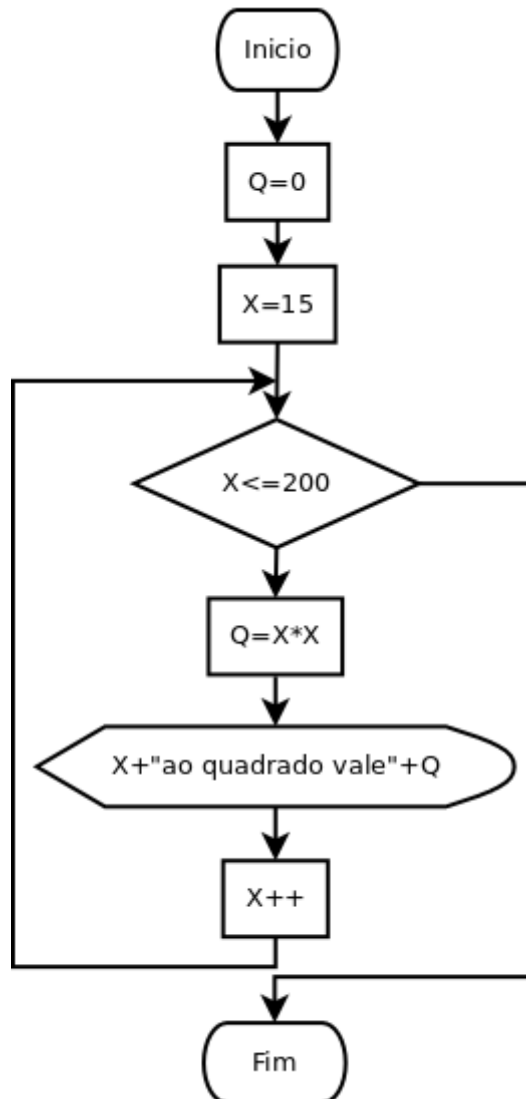 Inicio
Q=0
X=15
X<=200
Q=X*X
X+"ao quadrado vale"+Q
X++
Fim